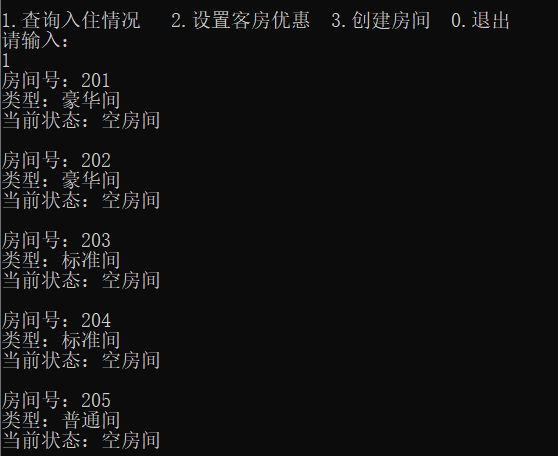 1.查询入住情况   2.设置客房优惠  3.创建房间  0.退出
请输入：
1
房间号：201
类型：豪华间
当前状态：空房间

房间号：202
类型：豪华间
当前状态：空房间

房间号：203
类型：标准间
当前状态：空房间

房间号：204
类型：标准间
当前状态：空房间

房间号：205
类型：普通间
当前状态：空房间